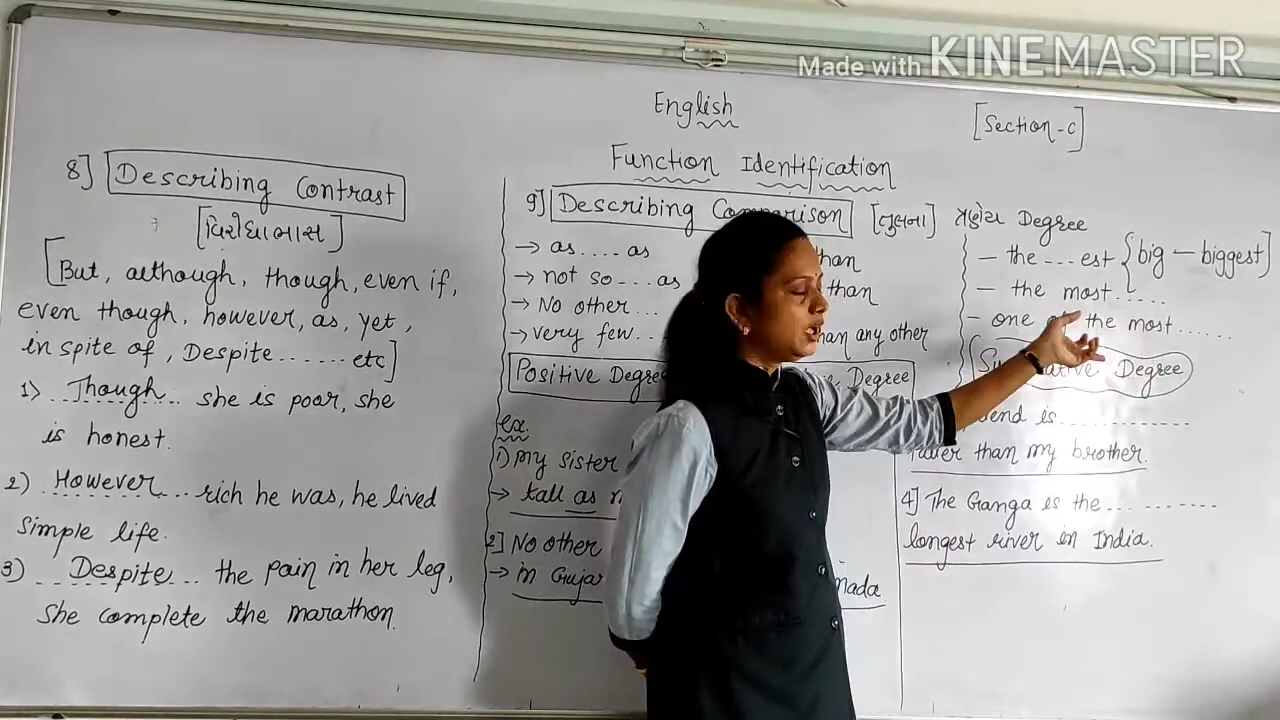 Made with KINEMASTER
English
[Section-C]
Function Identification
8] Describing Contrast
[વિરોધાભાસ]
[But, although, though, even if,
even though, however, as, yet,
in spite of, Despite....... etc]
1) ..Though.. she is poor, she
is honest.
2) ..However... rich he was, he lived
simple life.
3) ...Despite... the pain in her leg,
she complete the marathon.
9] Describing Comparison [તુલના]
→ as....as
→ not so...as
→ No other...
→ very few...
than
than
than any other
Positive Degree
Degree
ex.
1) My sister
→ tall as
2] No other
→ in Gujar
mada
Degree
- the...est {big - biggest]
- the most.....
- one of the most......
Degree
is .............
than my brother.
4] The Ganga is the ............
longest river in India.